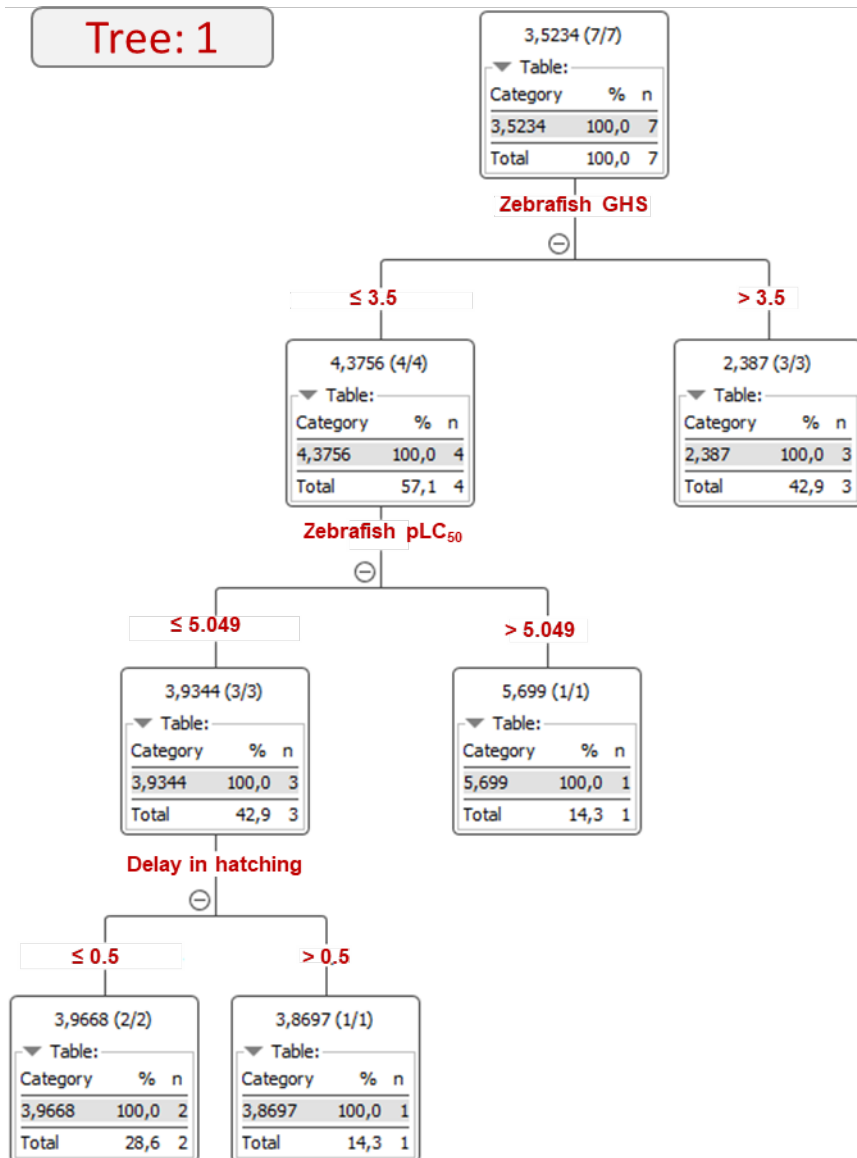 Tree: 1
3,5234 (7/7)
Table:
Category % n
3,5234 100,0 7
Total 100,0 7
Zebrafish GHS
≤ 3.5
> 3.5
4,3756 (4/4)
Table:
Category % n
4,3756 100,0 4
Total 57,1 4
2,387 (3/3)
Table:
Category % n
2,387 100,0 3
Total 42,9 3
Zebrafish pLC₅₀
≤ 5.049
> 5.049
3,9344 (3/3)
Table:
Category % n
3,9344 100,0 3
Total 42,9 3
5,699 (1/1)
Table:
Category % n
5,699 100,0 1
Total 14,3 1
Delay in hatching
≤ 0.5
> 0.5
3,9668 (2/2)
Table:
Category % n
3,9668 100,0 2
Total 28,6 2
3,8697 (1/1)
Table:
Category % n
3,8697 100,0 1
Total 14,3 1